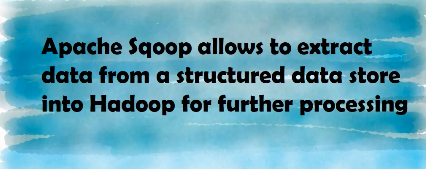 Apache Sqoop allows to extract
data from a structured data store
into Hadoop for further processing